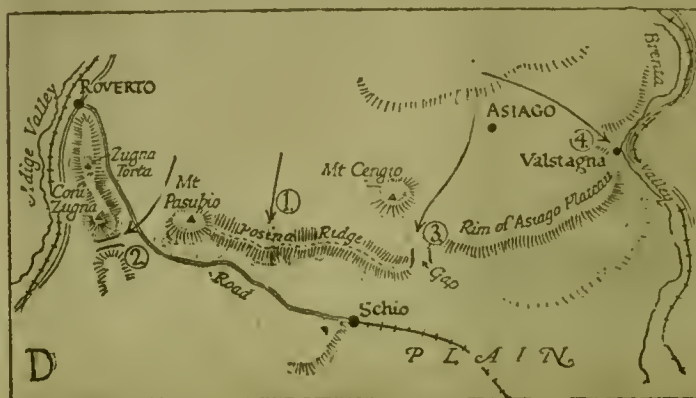 Brenta
ROVERTO
Adige Valley
ASIAGO
④
Valstagna
Valley
Zugna
Torta
Coni
Zugna
Mt
Pasubio
①
Mt Cengio
Posina Ridge
③
Rim of Asiago Plateau
②
Gap
Road
Schio
PLAIN
D